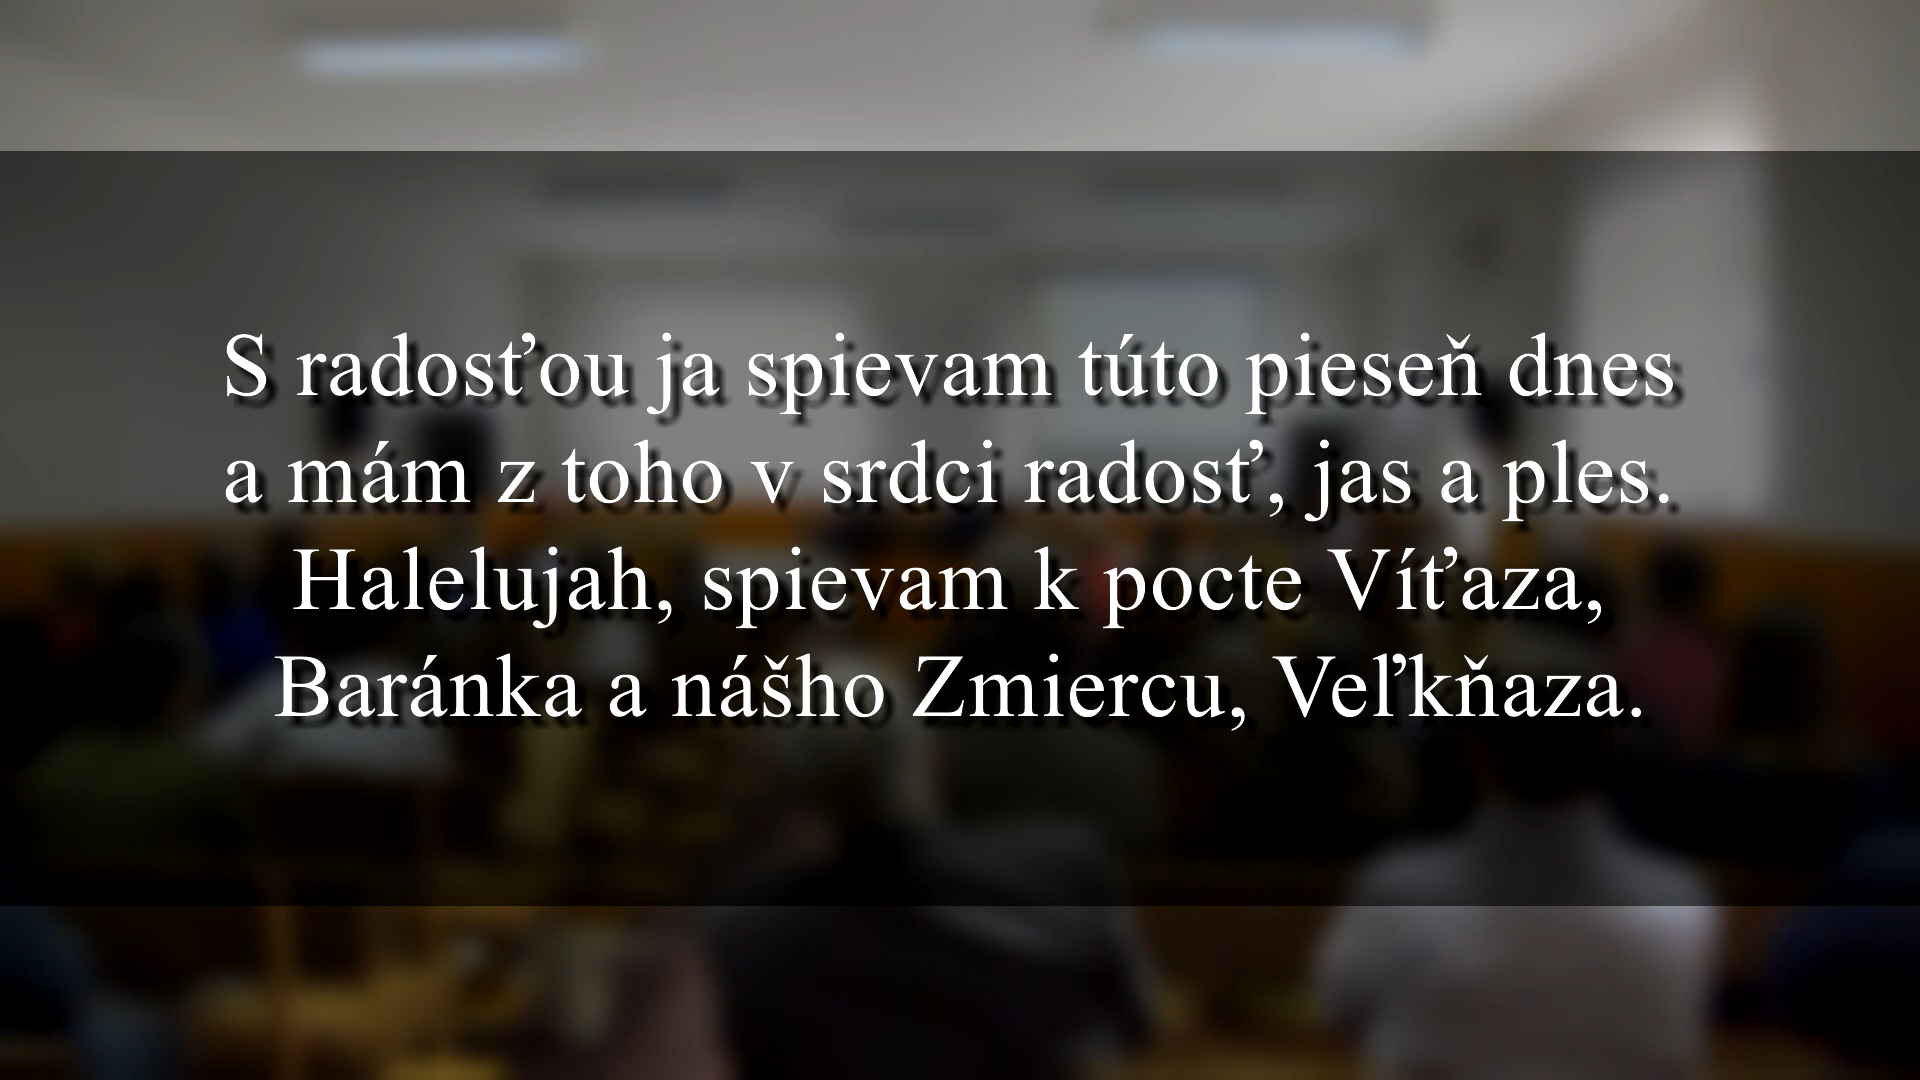 S radosťou ja spievam túto pieseň dnes
a mám z toho v srdci radosť, jas a ples.
Halelujah, spievam k pocte Víťaza,
Baránka a nášho Zmiercu, Veľkňaza.